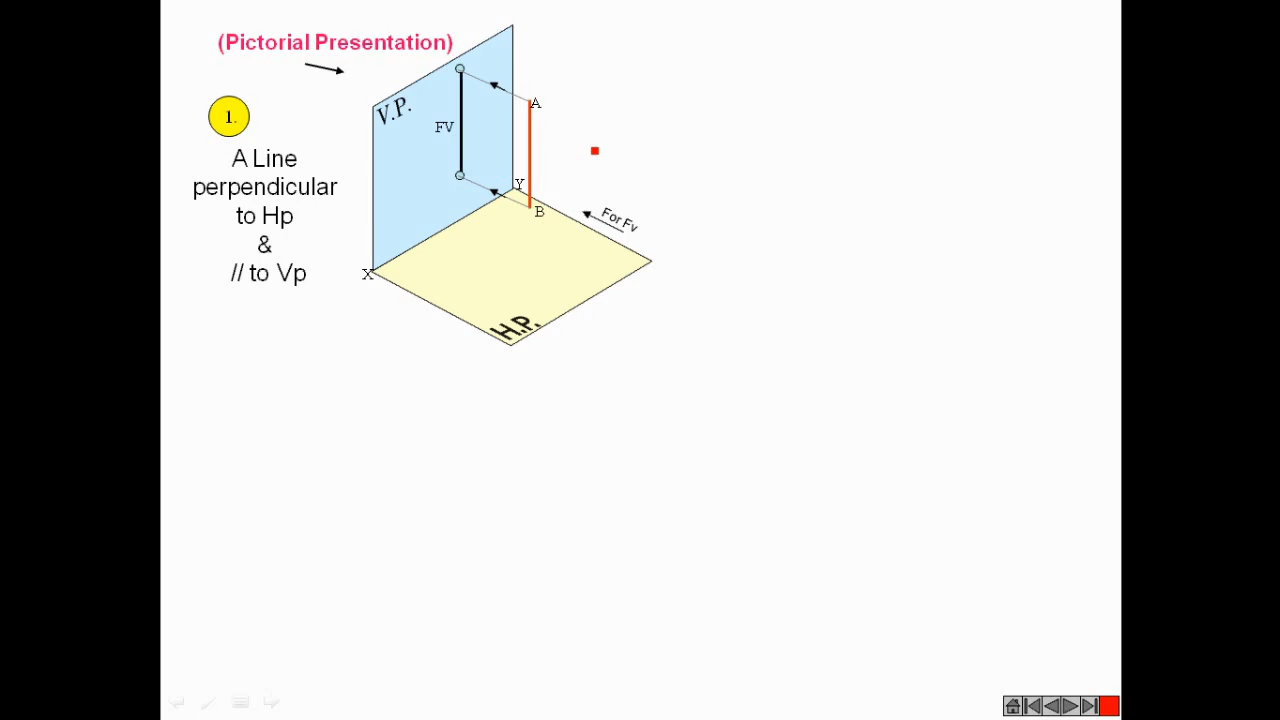 (Pictorial Presentation)
V.P.
A
1.
FV
A Line
perpendicular
to Hp
&
// to Vp
Y
B
For Fv
X
H.P.